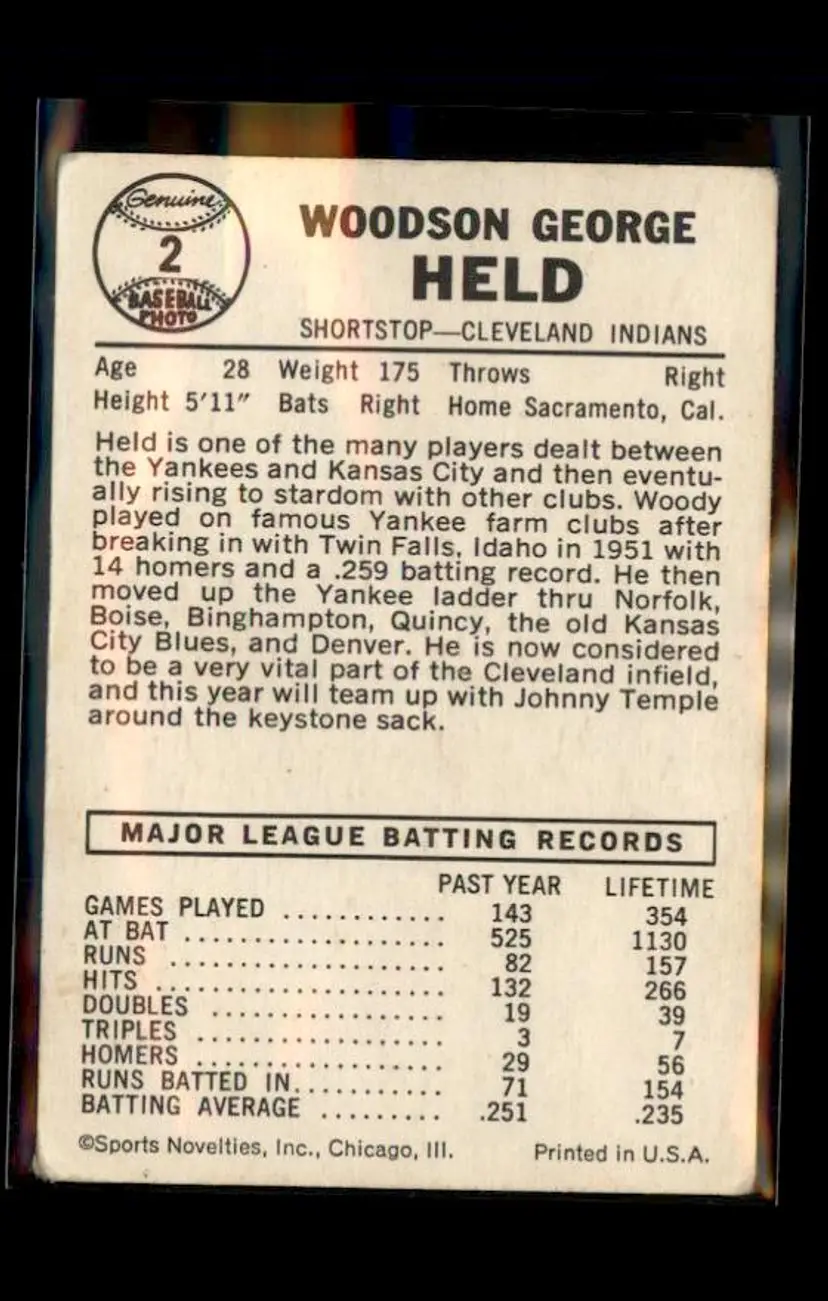 Genuine
2
BASEBALL
PHOTO
WOODSON GEORGE
HELD
SHORTSTOP—CLEVELAND INDIANS
Age 28 Weight 175 Throws Right
Height 5'11" Bats Right Home Sacramento, Cal.
Held is one of the many players dealt between
the Yankees and Kansas City and then eventu-
ally rising to stardom with other clubs. Woody
played on famous Yankee farm clubs after
breaking in with Twin Falls, Idaho in 1951 with
14 homers and a .259 batting record. He then
moved up the Yankee ladder thru Norfolk,
Boise, Binghampton, Quincy, the old Kansas
City Blues, and Denver. He is now considered
to be a very vital part of the Cleveland infield,
and this year will team up with Johnny Temple
around the keystone sack.
MAJOR LEAGUE BATTING RECORDS
PAST YEAR LIFETIME
GAMES PLAYED ............ 143 354
AT BAT ................... 525 1130
RUNS .................... 82 157
HITS ..................... 132 266
DOUBLES ................ 19 39
TRIPLES ................. 3 7
HOMERS ................. 29 56
RUNS BATTED IN........... 71 154
BATTING AVERAGE ......... .251 .235
©Sports Novelties, Inc., Chicago, Ill. Printed in U.S.A.